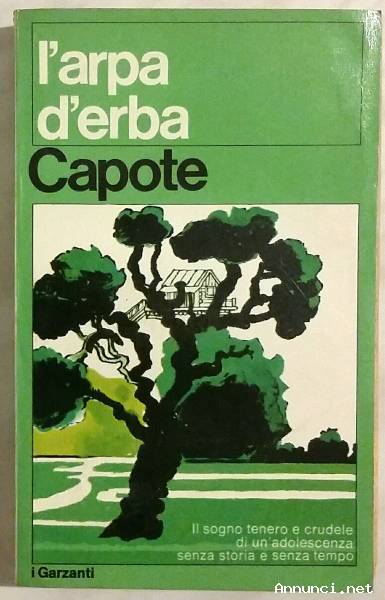 l'arpa
d'erba
Capote
Il sogno tenero e crudele
di un'adolescenza
senza storia e senza tempo
i Garzanti
Annunci.net